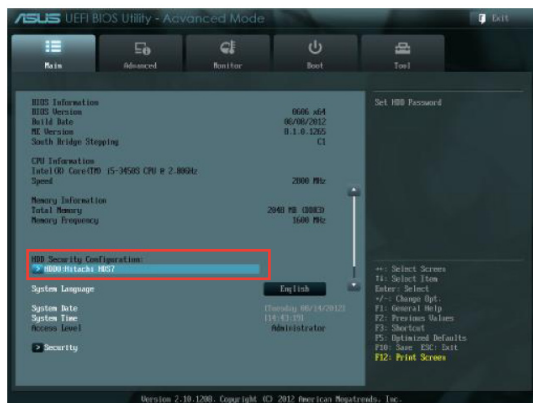 ASUS UEFI BIOS Utility - Advanced Mode
Exit
Main
Advanced
Monitor
Boot
Tool
BIOS Information
BIOS Version 0606 x64
Build Date 06/08/2012
ME Version 8.1.0.1265
South Bridge Stepping C1
CPU Information
Intel(R) Core(TM) i5-3450S CPU @ 2.80GHz
Speed 2800 MHz
Memory Information
Total Memory 2048 MB (DDR3)
Memory Frequency 1600 MHz
HDD Security Configuration:
> HDD0:Hitachi HDS7
System Language English
System Date [Thursday 06/14/2012]
System Time
Access Level Administrator
> Security
Set HDD Password
→←: Select Screen
↑↓: Select Item
Enter: Select
+/-: Change Opt.
F1: General Help
F2: Previous Values
F3: Shortcut
F5: Optimized Defaults
F10: Save ESC: Exit
F12: Print Screen
Version 2.10.1208. Copyright (C) 2012 American Megatrends, Inc.